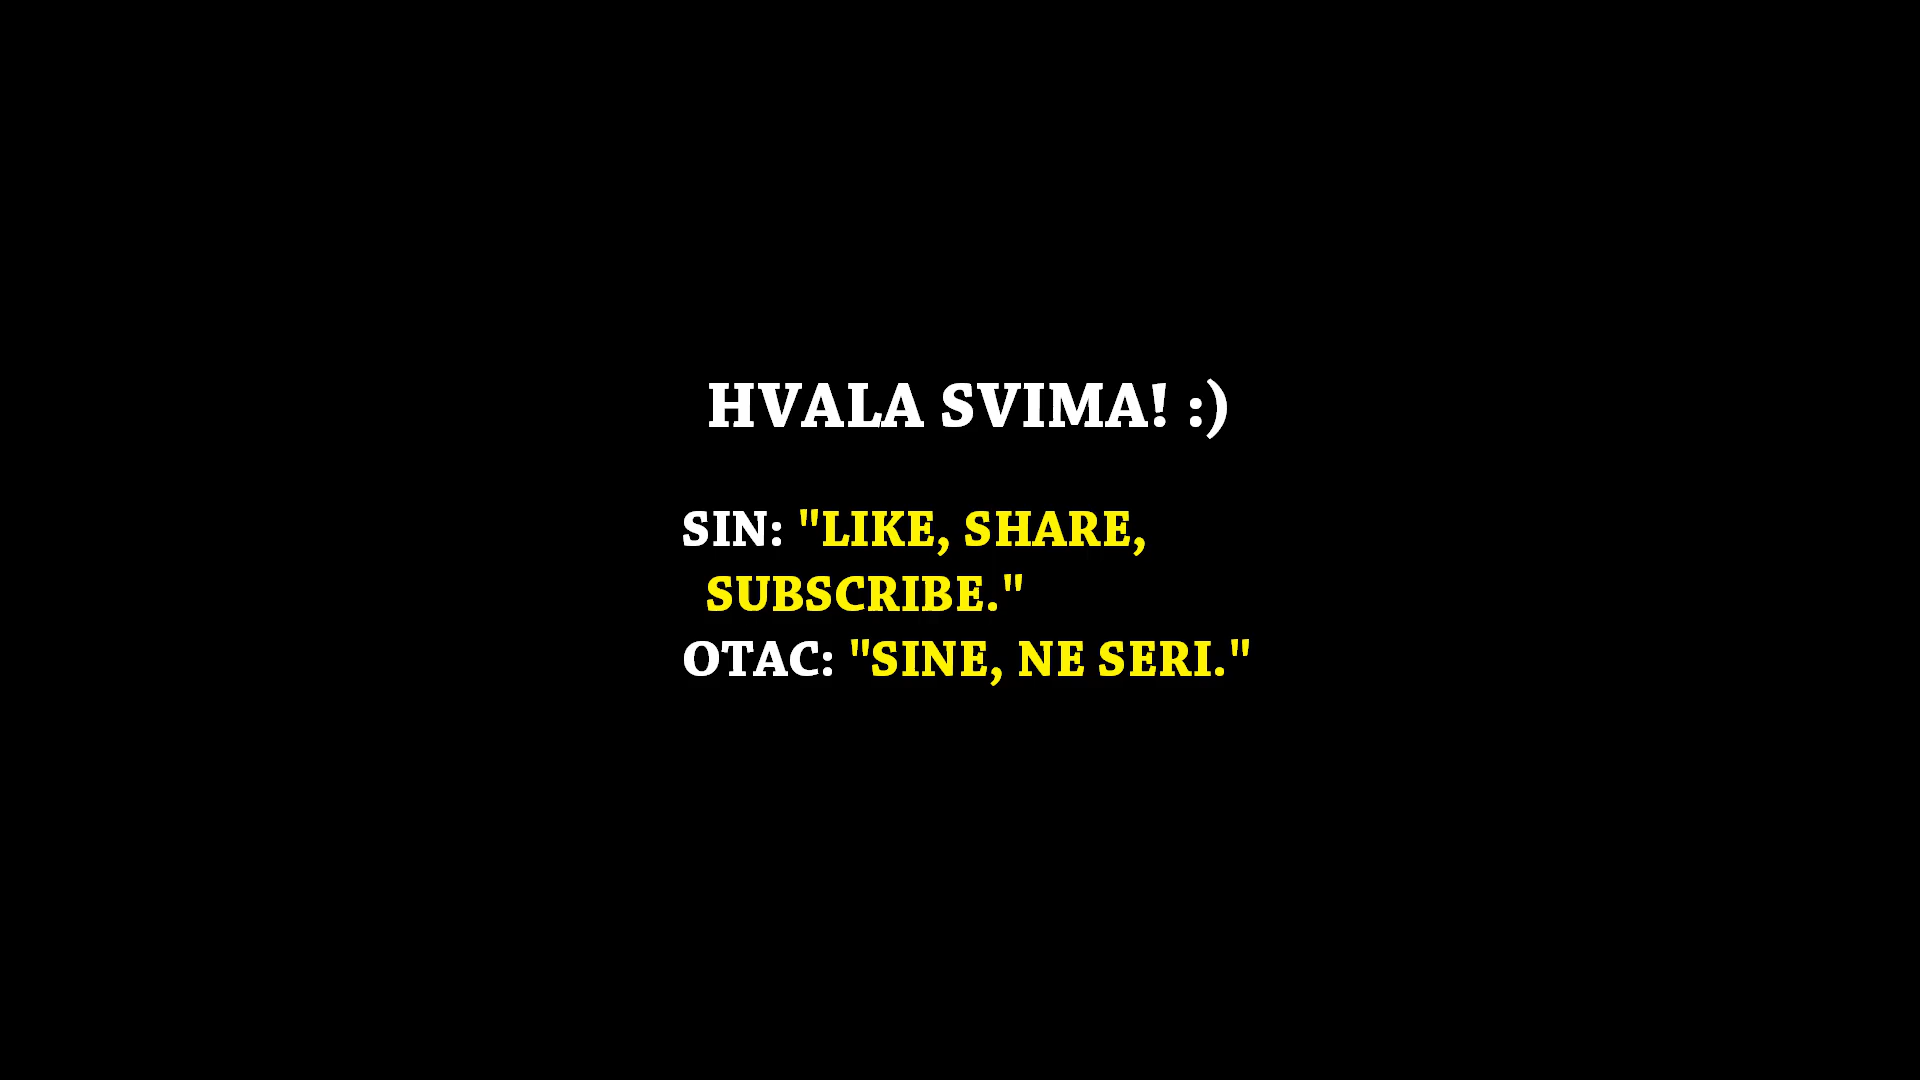 HVALA SVIMA! :)
SIN: "LIKE, SHARE,
SUBSCRIBE."
OTAC: "SINE, NE SERI."